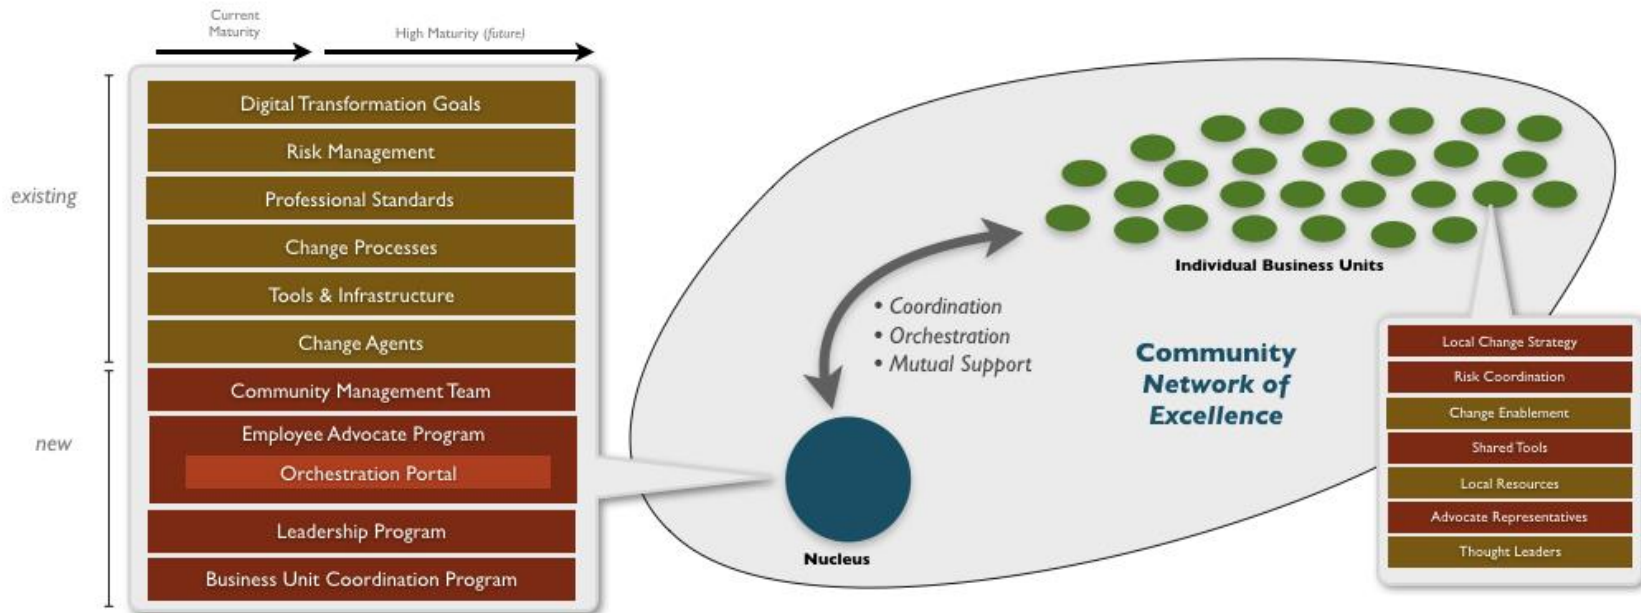 Current
Maturity
High Maturity (future)
existing
new
Digital Transformation Goals
Risk Management
Professional Standards
Change Processes
Tools & Infrastructure
Change Agents
Community Management Team
Employee Advocate Program
Orchestration Portal
Leadership Program
Business Unit Coordination Program
• Coordination
• Orchestration
• Mutual Support
Nucleus
Individual Business Units
Community
Network of
Excellence
Local Change Strategy
Risk Coordination
Change Enablement
Shared Tools
Local Resources
Advocate Representatives
Thought Leaders